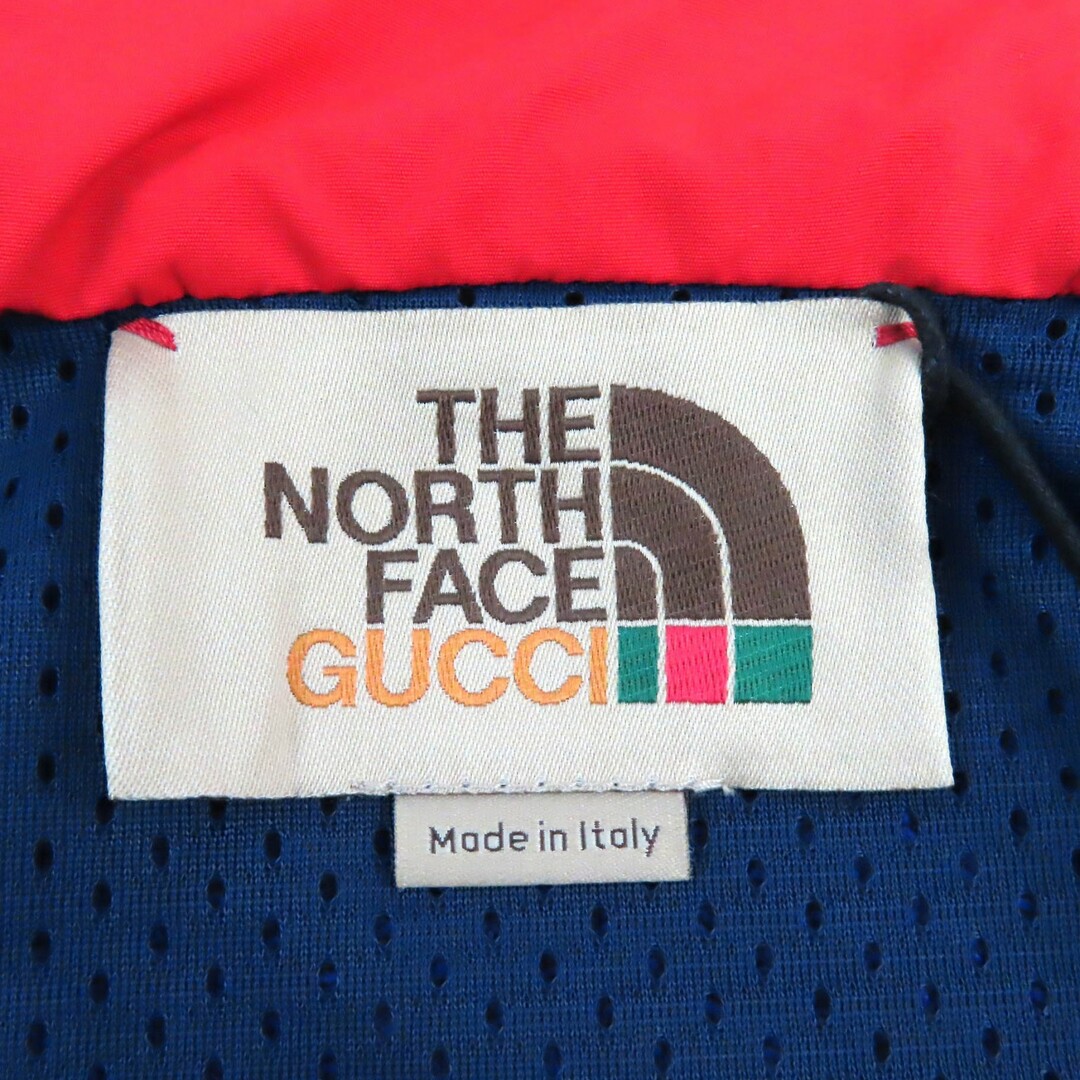 THE
NORTH
FACE
GUCCI
Made in Italy